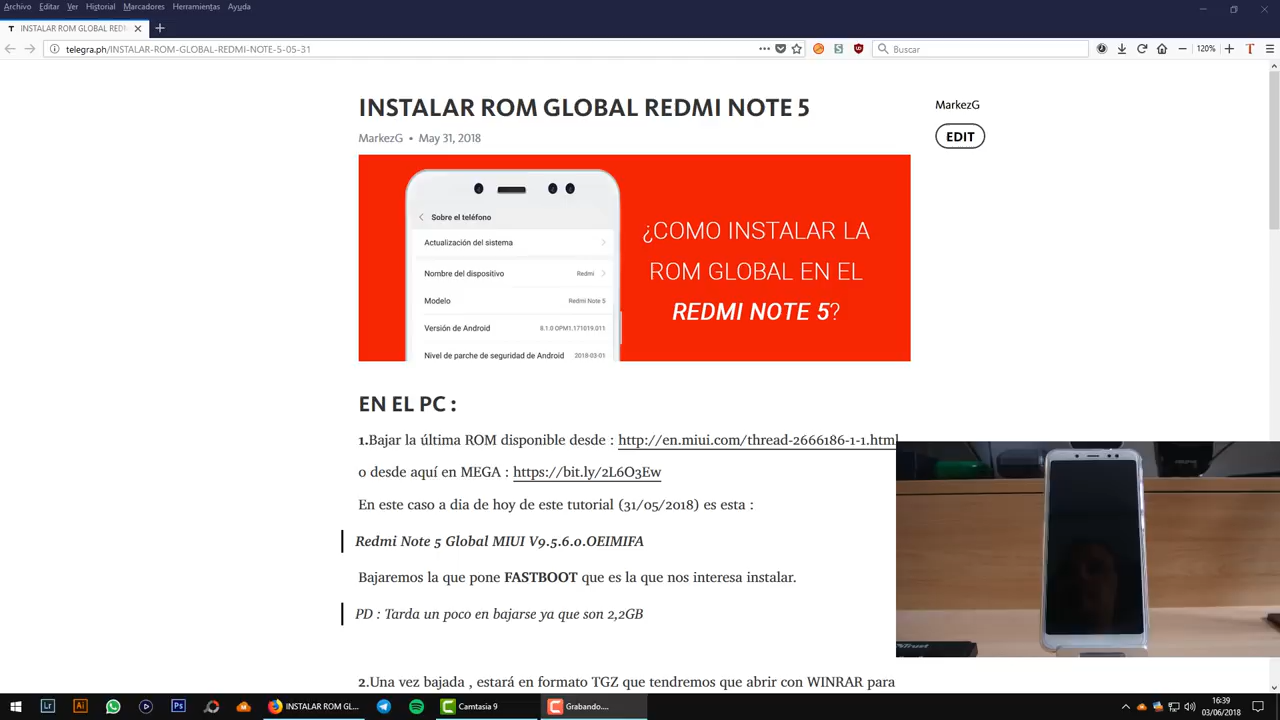 Archivo Editar Ver Historial Marcadores Herramientas Ayuda
INSTALAR ROM GLOBAL RED
telegra.ph/INSTALAR-ROM-GLOBAL-REDMI-NOTE-5-05-31
Buscar
120%
INSTALAR ROM GLOBAL REDMI NOTE 5
MarkezG • May 31, 2018
MarkezG
EDIT
Sobre el teléfono
Actualización del sistema
Nombre del dispositivo Redmi
Modelo Redmi Note 5
Versión de Android 8.1.0 OPM1.171019.011
Nivel de parche de seguridad de Android 2018-03-01
¿COMO INSTALAR LA
ROM GLOBAL EN EL
REDMI NOTE 5?
EN EL PC :
1.Bajar la última ROM disponible desde : http://en.miui.com/thread-2666186-1-1.html
o desde aquí en MEGA : https://bit.ly/2L6O3Ew
En este caso a dia de hoy de este tutorial (31/05/2018) es esta :
Redmi Note 5 Global MIUI V9.5.6.0.OEIMIFA
Bajaremos la que pone FASTBOOT que es la que nos interesa instalar.
PD : Tarda un poco en bajarse ya que son 2,2GB
2.Una vez bajada , estará en formato TGZ que tendremos que abrir con WINRAR para
INSTALAR ROM GL...
Camtasia 9
Grabando....
16:39
03/06/2018